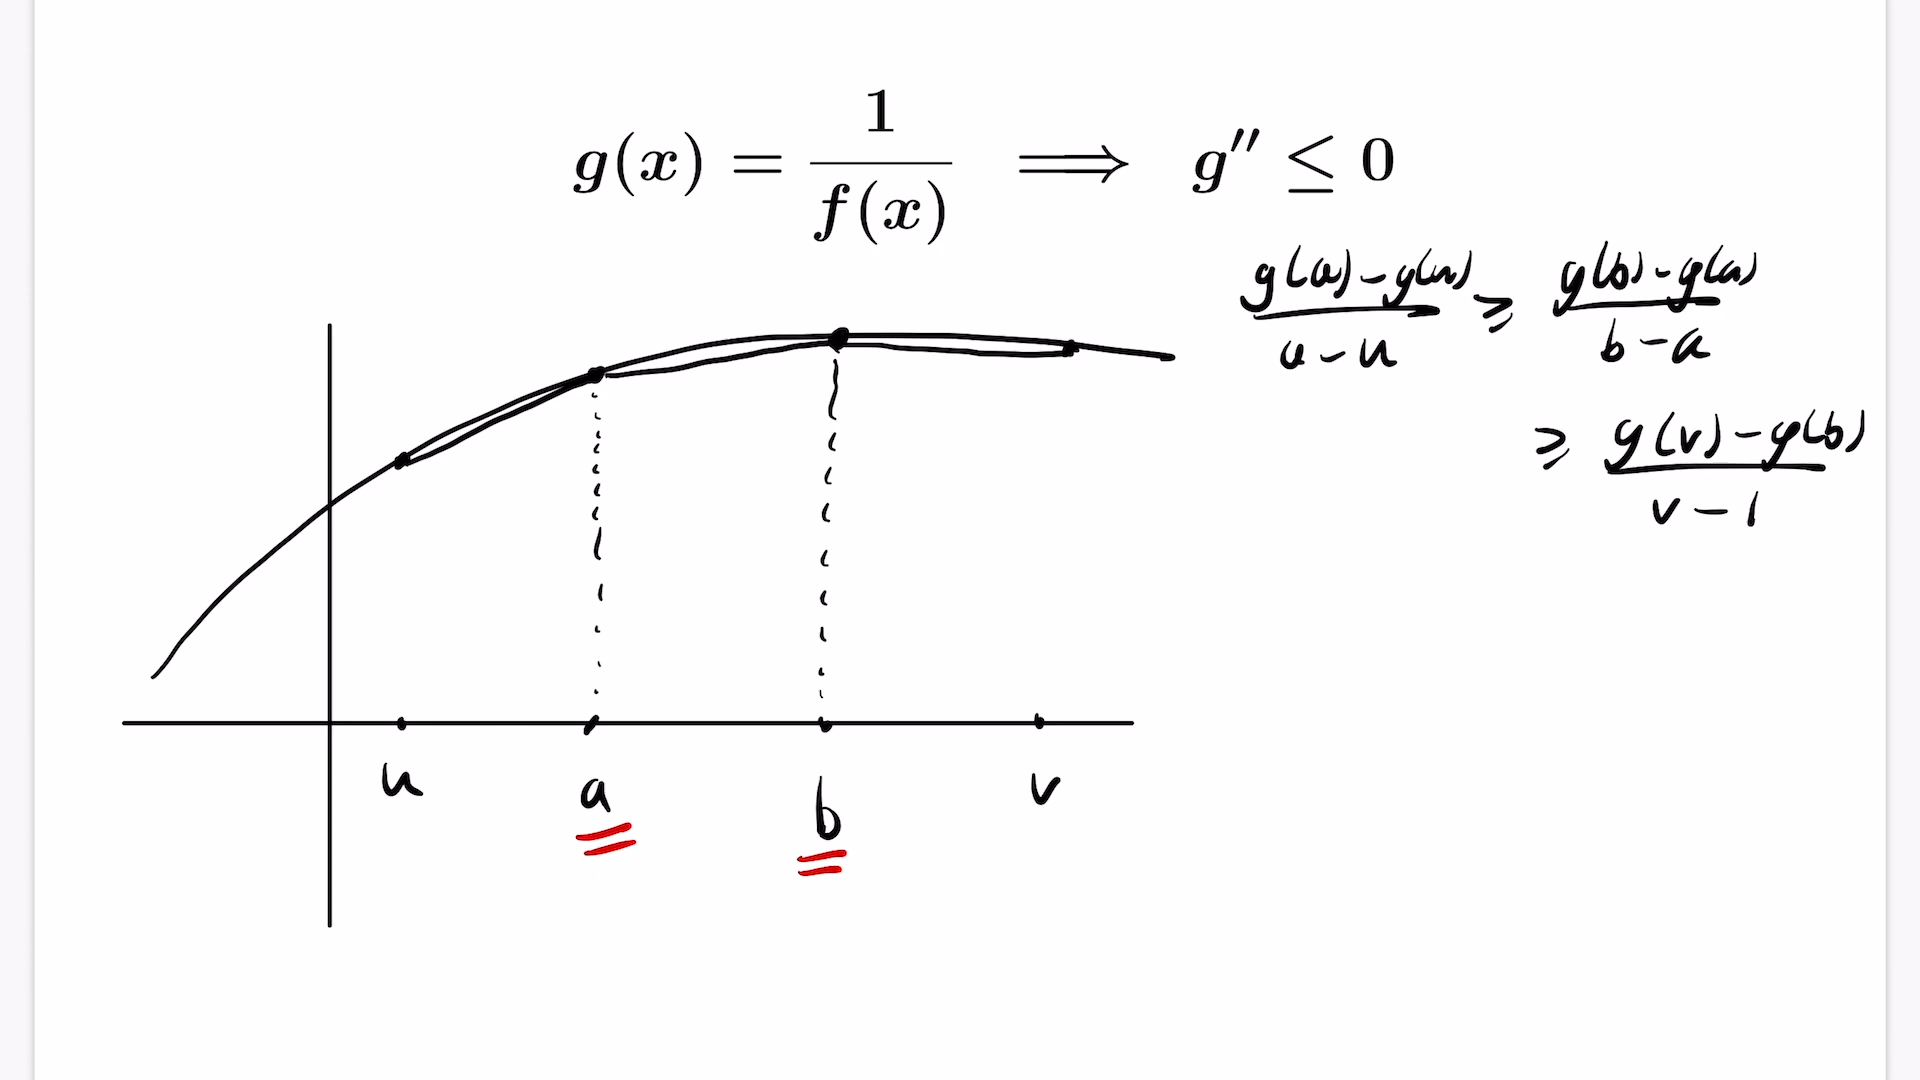 g(x) = 1/f(x) ⟹ g″ ≤ 0
(g(a) - g(u))/(a - u) ≥ (g(b) - g(a))/(b - a)
≥ (g(v) - g(b))/(v - 1
u a b v